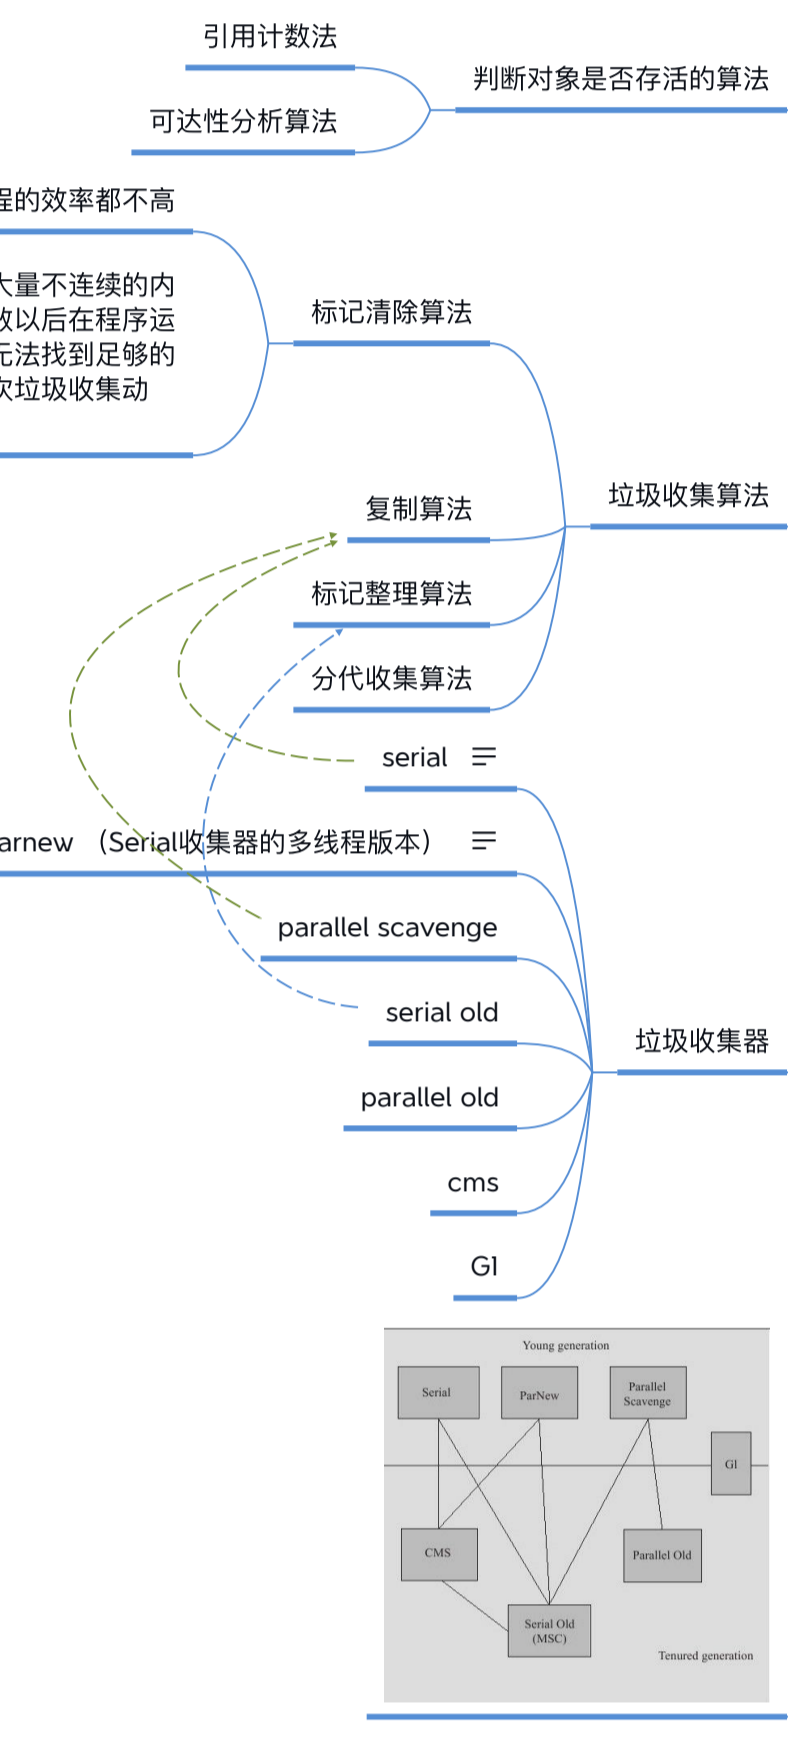 引用计数法
判断对象是否存活的算法
可达性分析算法
程的效率都不高
大量不连续的内
标记清除算法
以后在程序运
无法找到足够的
次垃圾收集动
垃圾收集算法
复制算法
标记整理算法
分代收集算法
serial
arnew （Serial收集器的多线程版本）
parallel scavenge
serial old
垃圾收集器
parallel old
cms
G1
Young generation
Serial
ParNew
Parallel
Scavenge
G1
CMS
Parallel Old
Serial Old
(MSC)
Tenured generation